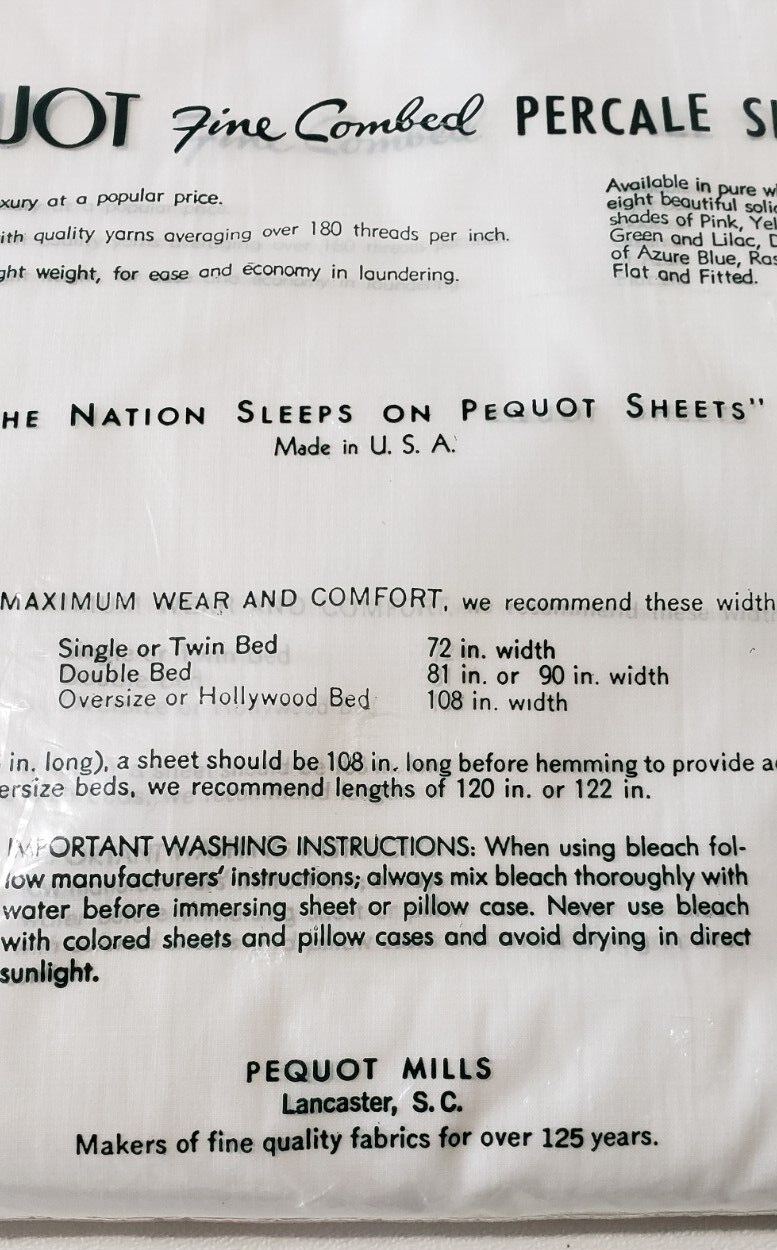 UOT Fine Combed PERCALE S
xury at a popular price.
ith quality yarns averaging over 180 threads per inch.
ght weight, for ease and economy in laundering.
Available in pure w
eight beautiful soli
shades of Pink, Yel
Green and Lilac, D
of Azure Blue, Ras
Flat and Fitted.
HE NATION SLEEPS ON PEQUOT SHEETS"
Made in U. S. A.
MAXIMUM WEAR AND COMFORT, we recommend these width
Single or Twin Bed 72 in. width
Double Bed 81 in. or 90 in. width
Oversize or Hollywood Bed 108 in. width
in. long), a sheet should be 108 in. long before hemming to provide a
ersize beds, we recommend lengths of 120 in. or 122 in.
IMPORTANT WASHING INSTRUCTIONS: When using bleach fol-
low manufacturers' instructions; always mix bleach thoroughly with
water before immersing sheet or pillow case. Never use bleach
with colored sheets and pillow cases and avoid drying in direct
sunlight.
PEQUOT MILLS
Lancaster, S. C.
Makers of fine quality fabrics for over 125 years.